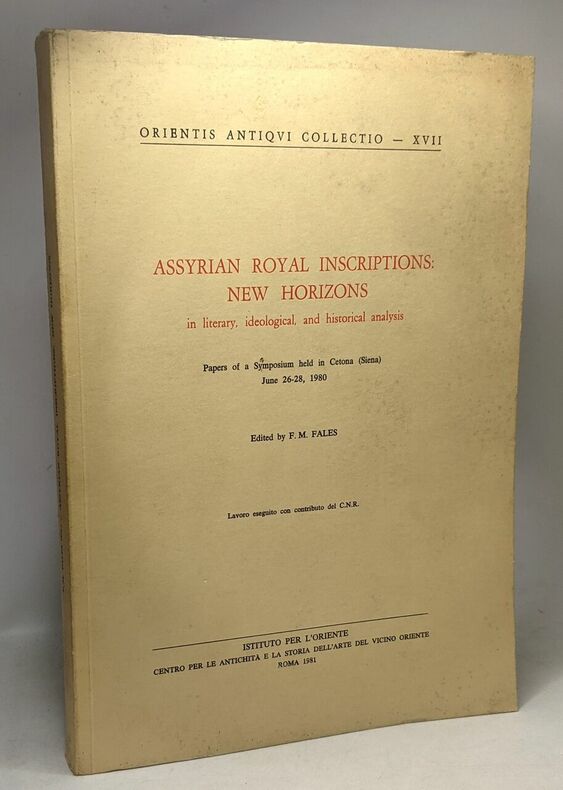 ORIENTIS ANTIQVI COLLECTIO — XVII
ASSYRIAN ROYAL INSCRIPTIONS:
NEW HORIZONS
in literary, ideological, and historical analysis
Papers of a Symposium held in Cetona (Siena)
June 26-28, 1980
Edited by F. M. FALES
Lavoro eseguito con contributo del C.N.R.
ISTITUTO PER L'ORIENTE
CENTRO PER LE ANTICHITÀ E LA STORIA DELL'ARTE DEL VICINO ORIENTE
ROMA 1981